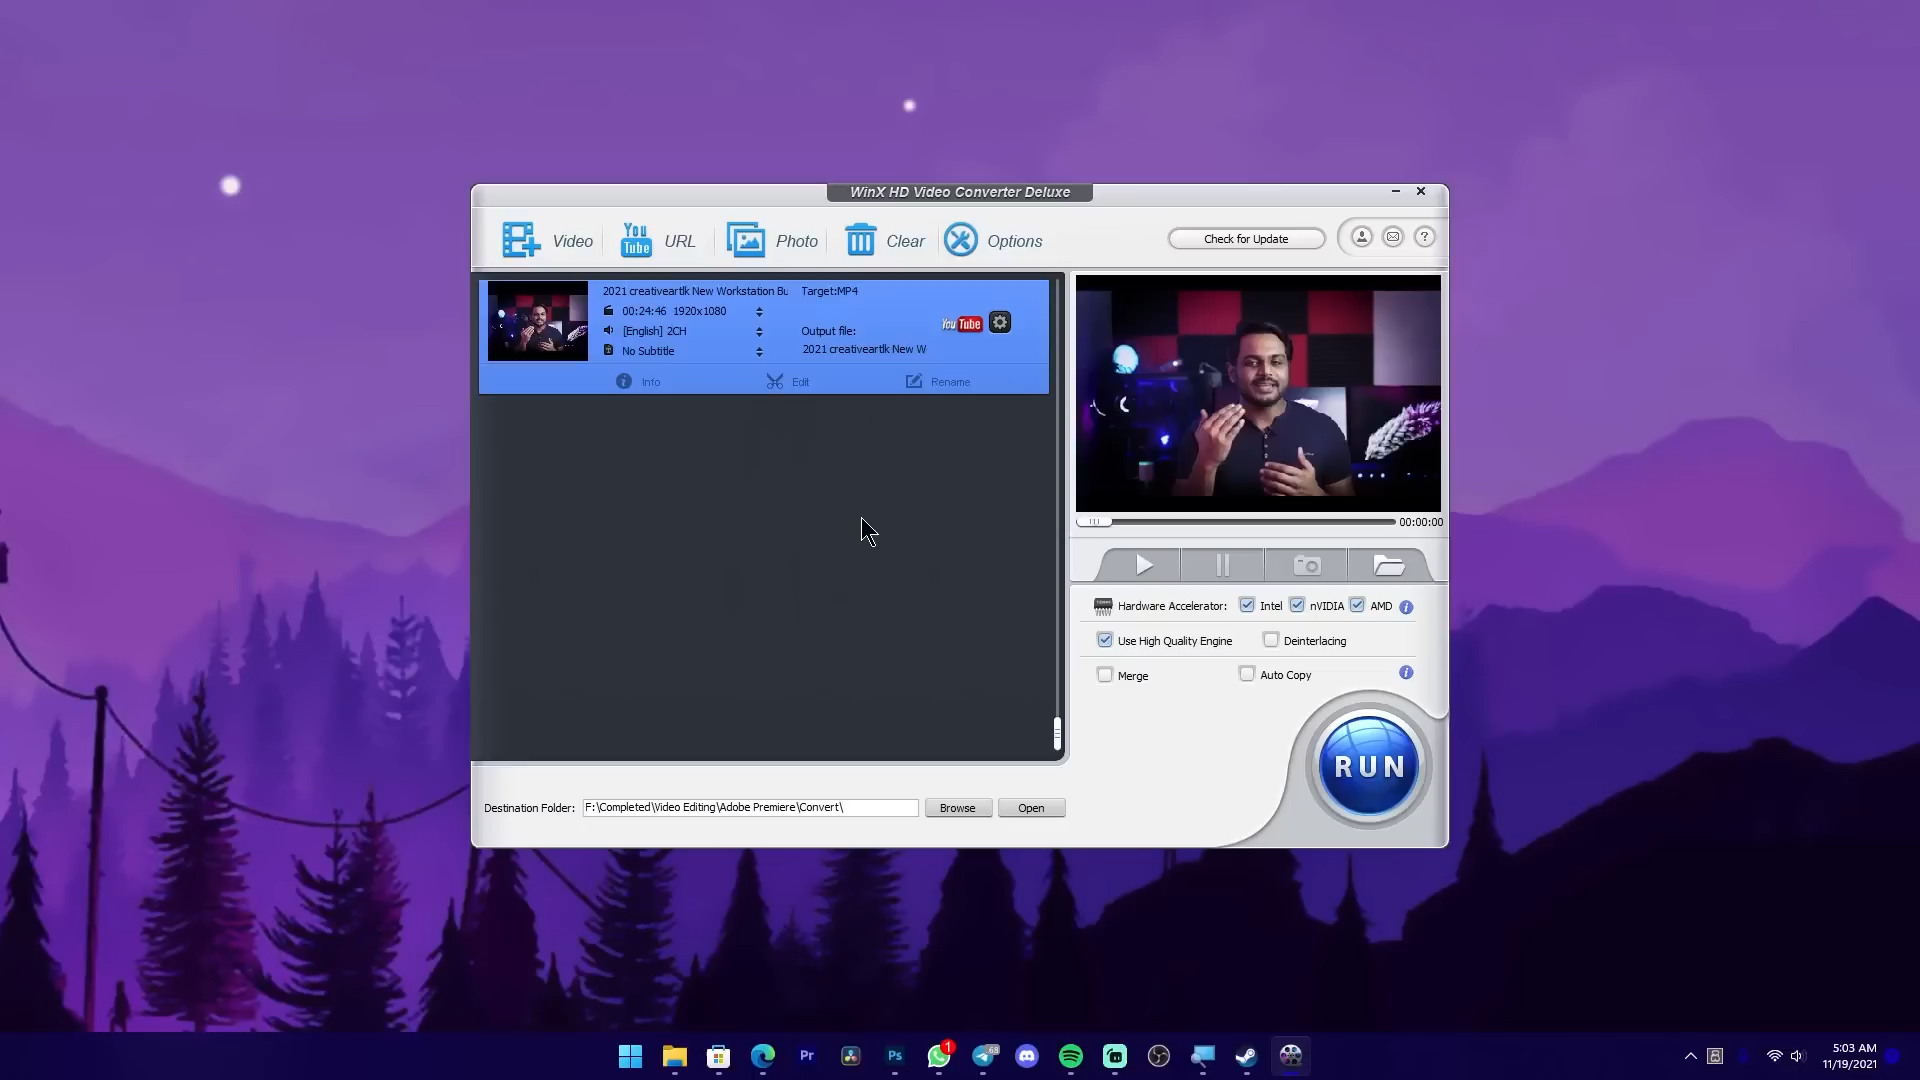 WinX HD Video Converter Deluxe
Video
You
Tube
URL
Photo
Clear
Options
Check for Update
?
2021 creativeartlk New Workstation Bu
Target:MP4
00:24:46 1920x1080
[English] 2CH
Output file:
No Subtitle
2021 creativeartlk New W
YouTube
Info
Edit
Rename
00:00:00
Hardware Accelerator:
Intel
nVIDIA
AMD
i
Use High Quality Engine
Deinterlacing
Merge
Auto Copy
i
RUN
Destination Folder:
F:\Completed\Video Editing\Adobe Premiere\Convert\
Browse
Open
Pr
Ps
1
68
5:03 AM
11/19/2021